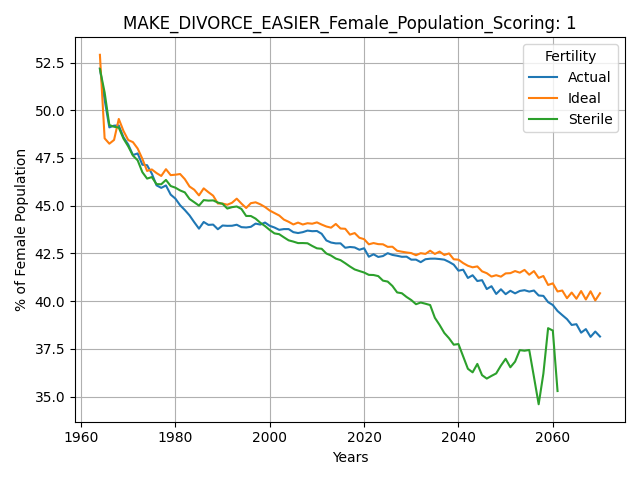 MAKE_DIVORCE_EASIER_Female_Population_Scoring: 1
Fertility
Actual
Ideal
Sterile
% of Female Population
52.5
50.0
47.5
45.0
42.5
40.0
37.5
35.0
1960
1980
2000
2020
2040
2060
Years